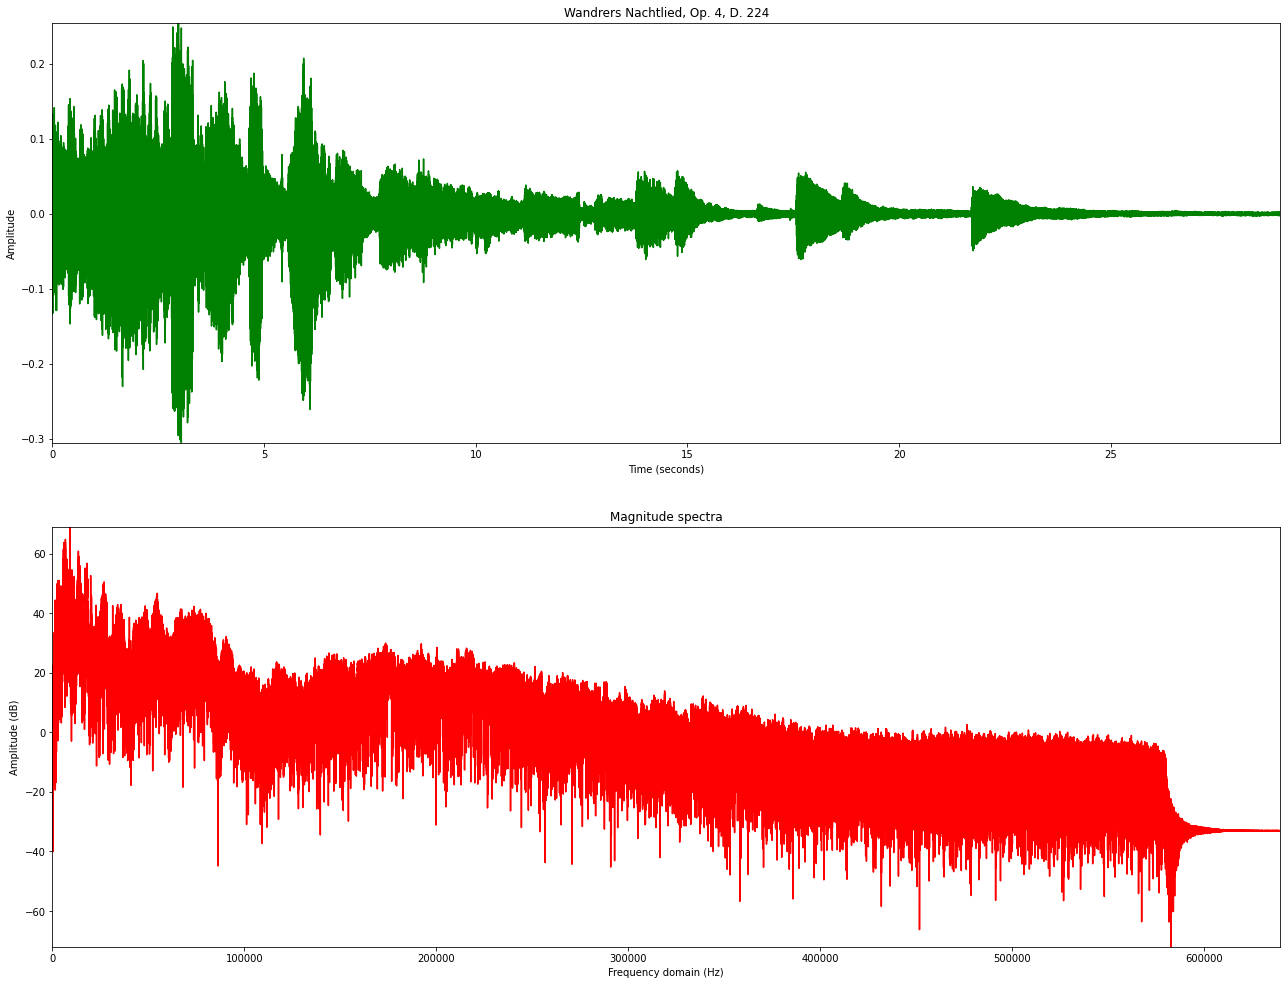 Wandrers Nachtlied, Op. 4, D. 224
0.2
0.1
0.0
−0.1
−0.2
−0.3
Amplitude
0 5 10 15 20 25
Time (seconds)
Magnitude spectra
60
40
20
0
−20
−40
−60
Amplitude (dB)
0 100000 200000 300000 400000 500000 600000
Frequency domain (Hz)